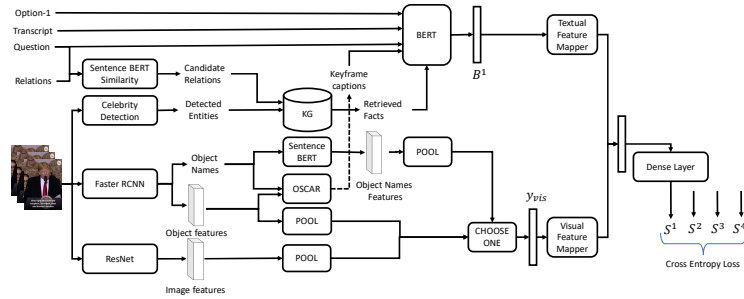 Option-1
Transcript
Question
Relations
Sentence BERT
Similarity
Candidate
Relations
Celebrity
Detection
Detected
Entities
KG
Retrieved
Facts
Keyframe
captions
BERT
B¹
Textual
Feature
Mapper
Faster RCNN
Object
Names
Sentence
BERT
OSCAR
Object Names
Features
POOL
Object features
POOL
ResNet
Image features
POOL
CHOOSE
ONE
y_vis
Visual
Feature
Mapper
Dense Layer
S¹ S² S³ S⁴
Cross Entropy Loss